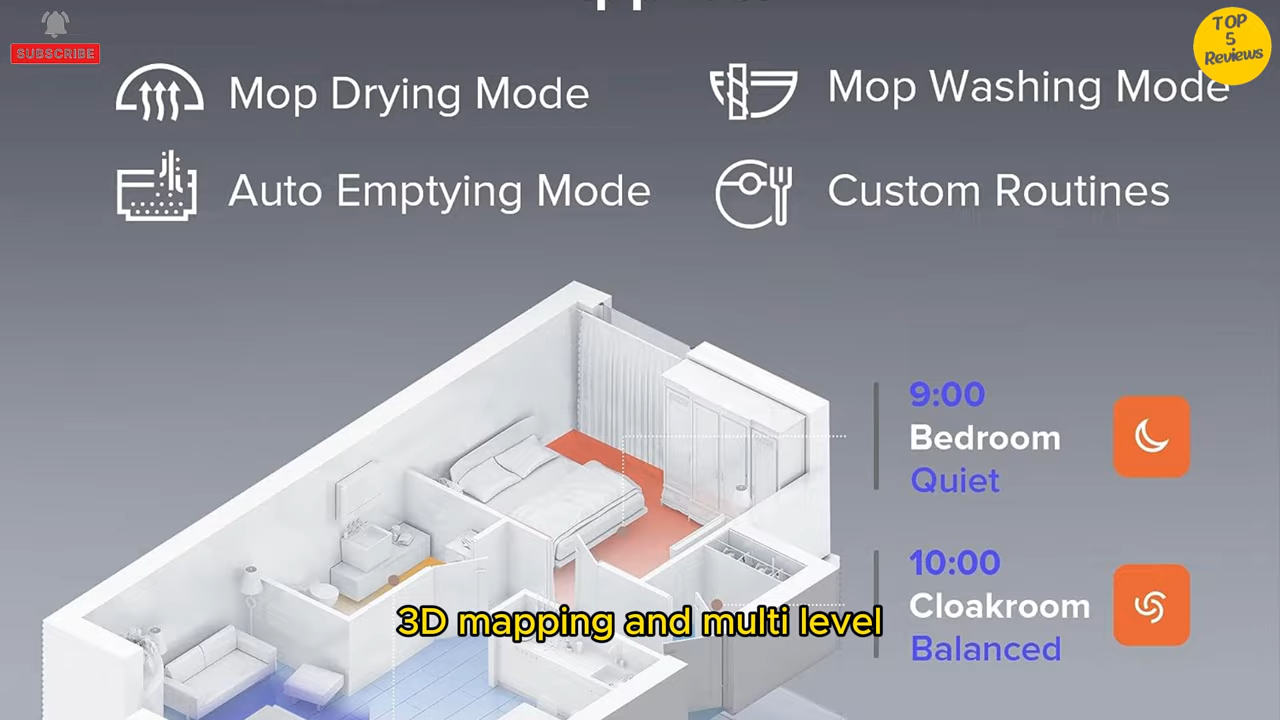 SUBSCRIBE
TOP
5
Reviews
Mop Drying Mode
Mop Washing Mode
Auto Emptying Mode
Custom Routines
9:00
Bedroom
Quiet
10:00
Cloakroom
Balanced
3D mapping and multi level